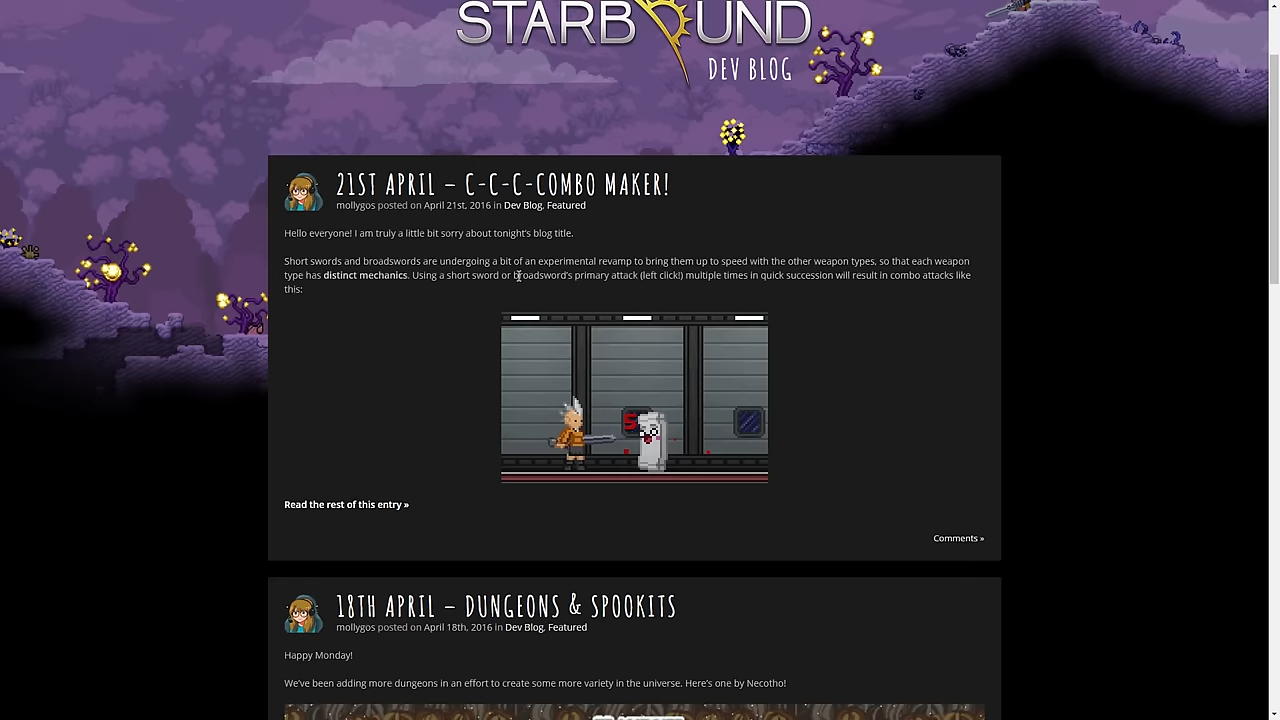 STARBOUND
DEV BLOG
21ST APRIL – C-C-C-COMBO MAKER!
mollygos posted on April 21st, 2016 in Dev Blog, Featured
Hello everyone! I am truly a little bit sorry about tonight's blog title.
Short swords and broadswords are undergoing a bit of an experimental revamp to bring them up to speed with the other weapon types, so that each weapon
type has distinct mechanics. Using a short sword or broadsword's primary attack (left click!) multiple times in quick succession will result in combo attacks like
this:
5
Read the rest of this entry »
Comments »
18TH APRIL – DUNGEONS & SPOOKITS
mollygos posted on April 18th, 2016 in Dev Blog, Featured
Happy Monday!
We've been adding more dungeons in an effort to create some more variety in the universe. Here's one by Necotho!